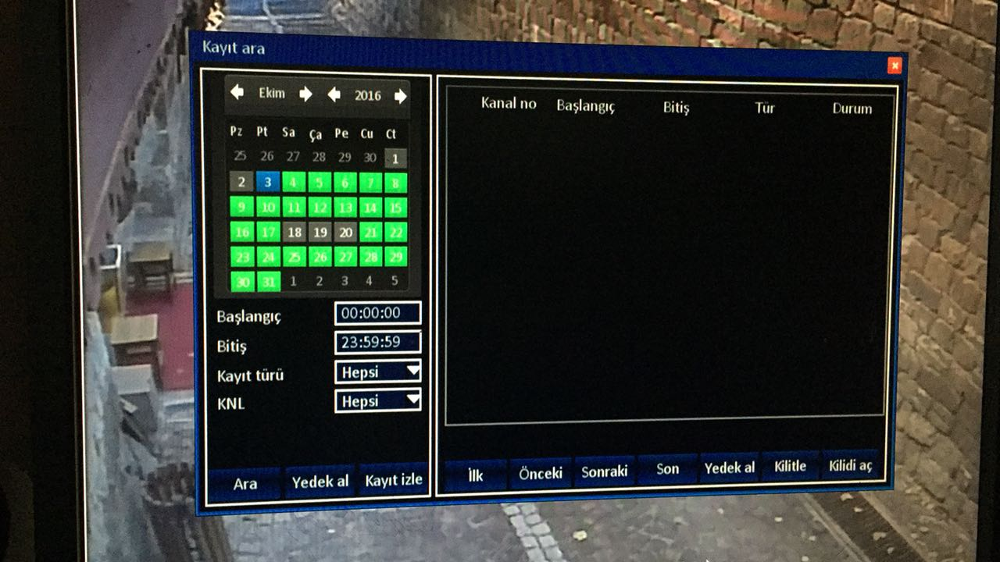 Kayıt ara
Ekim 2016
Pz Pt Sa Ça Pe Cu Ct
25 26 27 28 29 30 1
2 3 4 5 6 7 8
9 10 11 12 13 14 15
16 17 18 19 20 21 22
23 24 25 26 27 28 29
30 31 1 2 3 4 5
Başlangıç 00:00:00
Bitiş 23:59:59
Kayıt türü Hepsi
KNL Hepsi
Ara Yedek al Kayıt izle
Kanal no Başlangıç Bitiş Tür Durum
İlk Önceki Sonraki Son Yedek al Kilitle Kilidi aç